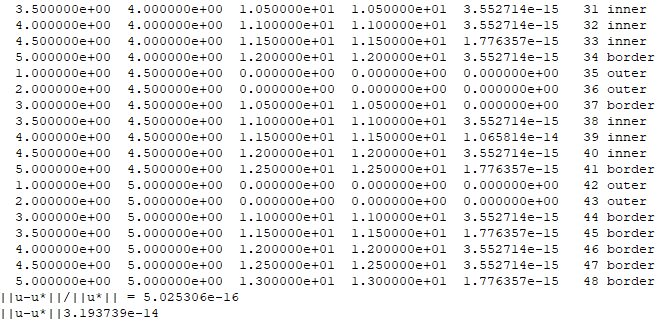 3.500000e+00 4.000000e+00 1.050000e+01 1.050000e+01 3.552714e-15 31 inner
4.000000e+00 4.000000e+00 1.100000e+01 1.100000e+01 3.552714e-15 32 inner
4.500000e+00 4.000000e+00 1.150000e+01 1.150000e+01 1.776357e-15 33 inner
5.000000e+00 4.000000e+00 1.200000e+01 1.200000e+01 3.552714e-15 34 border
1.000000e+00 4.500000e+00 0.000000e+00 0.000000e+00 0.000000e+00 35 outer
2.000000e+00 4.500000e+00 0.000000e+00 0.000000e+00 0.000000e+00 36 outer
3.000000e+00 4.500000e+00 1.050000e+01 1.050000e+01 0.000000e+00 37 border
3.500000e+00 4.500000e+00 1.100000e+01 1.100000e+01 3.552714e-15 38 inner
4.000000e+00 4.500000e+00 1.150000e+01 1.150000e+01 1.065814e-14 39 inner
4.500000e+00 4.500000e+00 1.200000e+01 1.200000e+01 3.552714e-15 40 inner
5.000000e+00 4.500000e+00 1.250000e+01 1.250000e+01 1.776357e-15 41 border
1.000000e+00 5.000000e+00 0.000000e+00 0.000000e+00 0.000000e+00 42 outer
2.000000e+00 5.000000e+00 0.000000e+00 0.000000e+00 0.000000e+00 43 outer
3.000000e+00 5.000000e+00 1.100000e+01 1.100000e+01 3.552714e-15 44 border
3.500000e+00 5.000000e+00 1.150000e+01 1.150000e+01 1.776357e-15 45 border
4.000000e+00 5.000000e+00 1.200000e+01 1.200000e+01 3.552714e-15 46 border
4.500000e+00 5.000000e+00 1.250000e+01 1.250000e+01 3.552714e-15 47 border
5.000000e+00 5.000000e+00 1.300000e+01 1.300000e+01 1.776357e-15 48 border
||u-u*||/||u*|| = 5.025306e-16
||u-u*||3.193739e-14